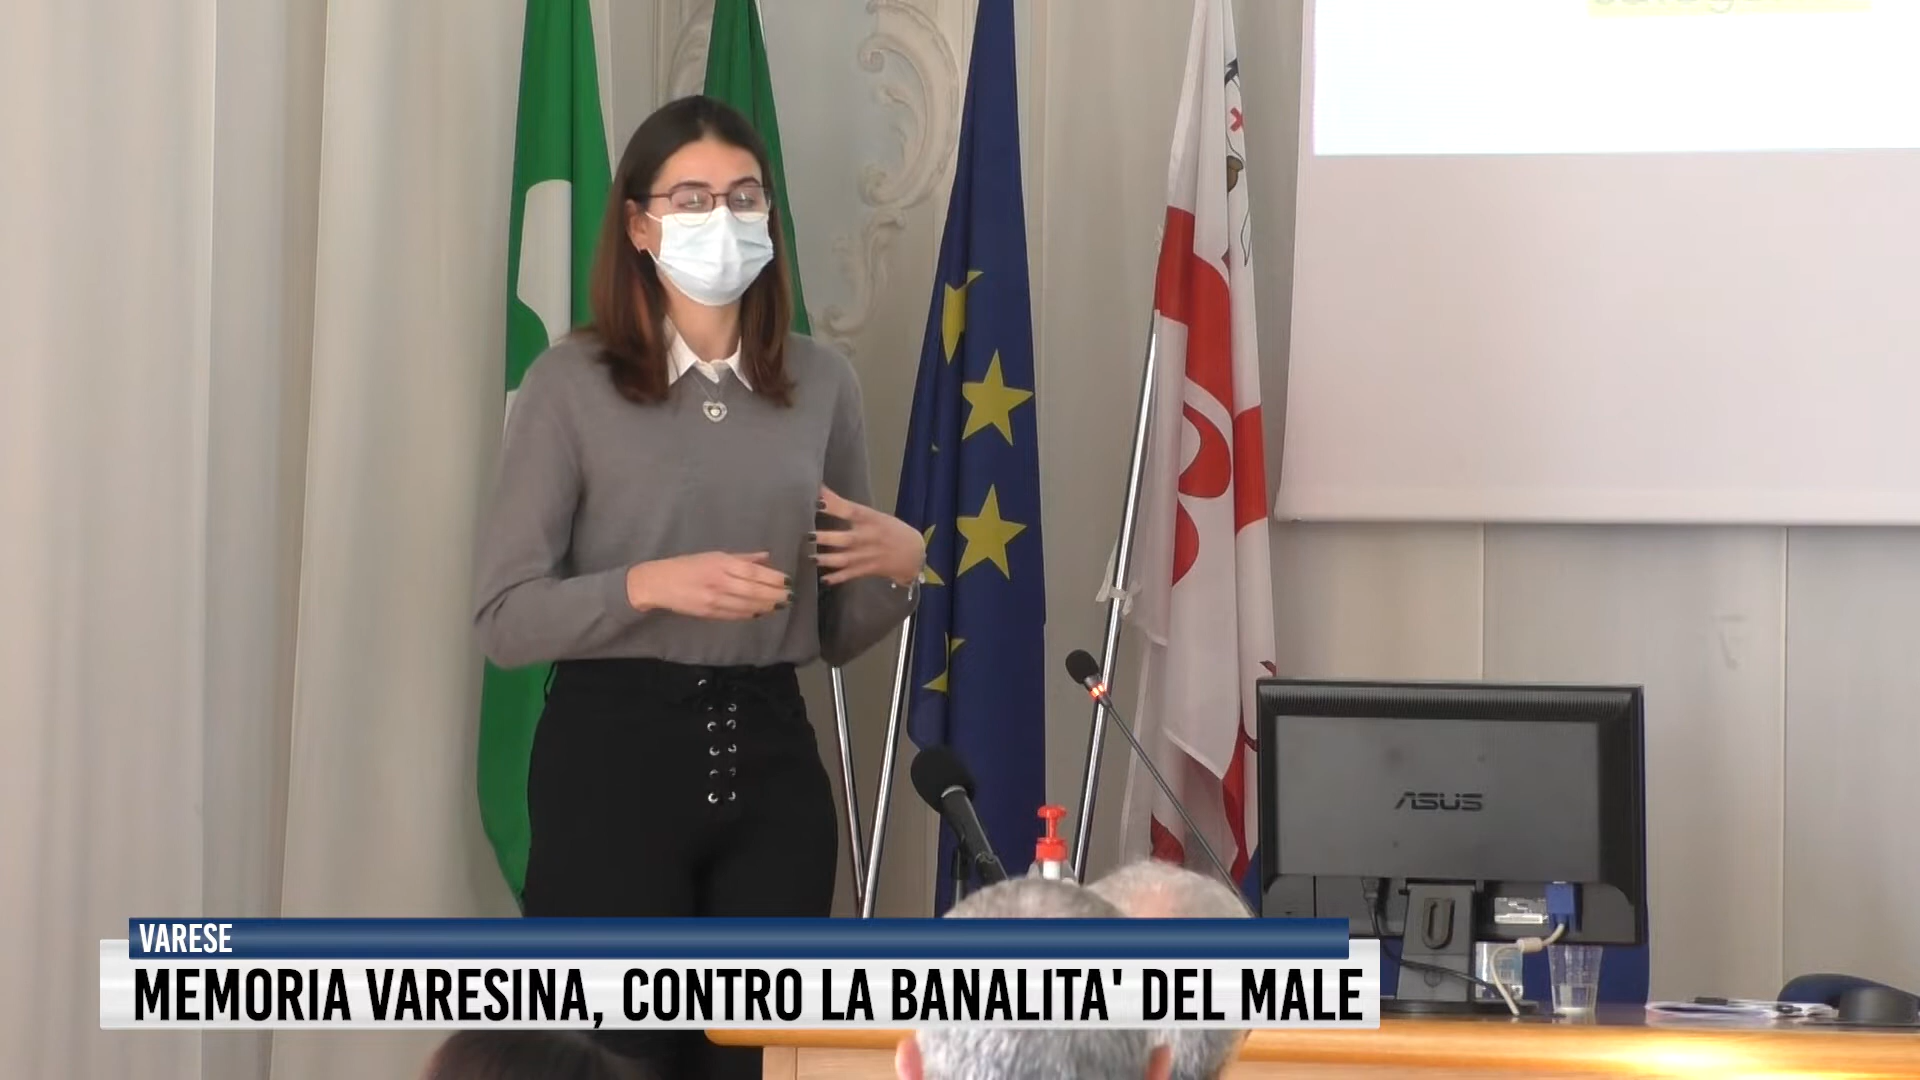 ASUS
VARESE
MEMORIA VARESINA, CONTRO LA BANALITA' DEL MALE